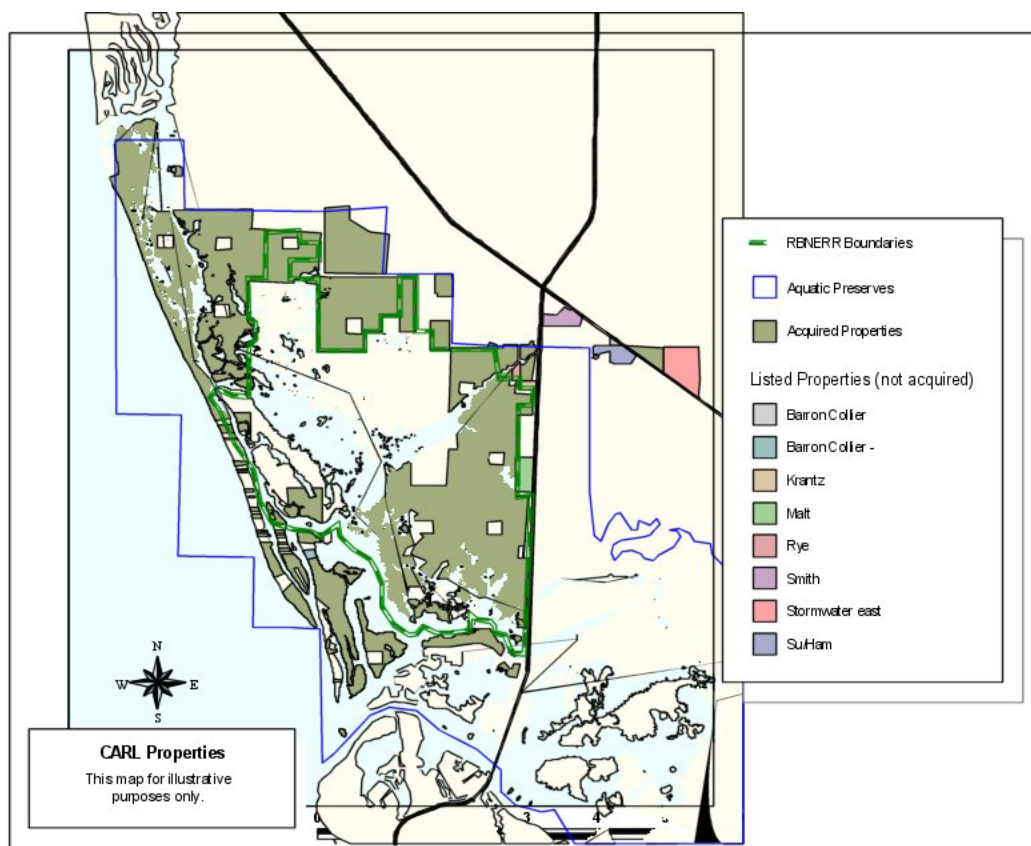 RBNERR Boundaries
Aquatic Preserves
Acquired Properties
Listed Properties (not acquired)
Barron Collier
Barron Collier -
Krantz
Malt
Rye
Smith
Stormwater east
Su/Ham
N
W E
S
CARL Properties
This map for illustrative
purposes only.
3 4